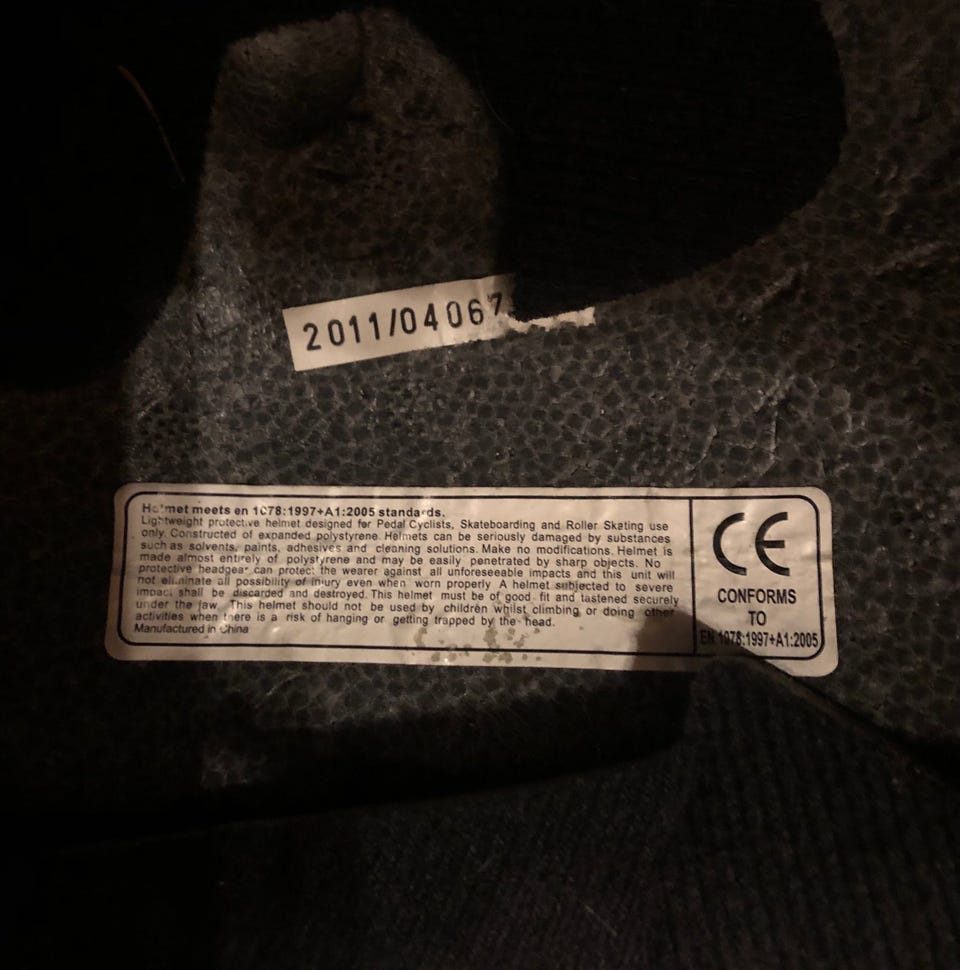 2011/04067
Helmet meets en 1078:1997+A1:2005 standards.
Lightweight protective helmet designed for Pedal Cyclists, Skateboarding and Roller Skating use
only. Constructed of expanded polystyrene. Helmets can be seriously damaged by substances
such as solvents, paints, adhesives and cleaning solutions. Make no modifications. Helmet is
made almost entirely of polystyrene and may be easily penetrated by sharp objects. No
protective headgear can protect the wearer against all unforeseeable impacts and this unit will
not eliminate all possibility of injury even when worn properly. A helmet subjected to severe
impact shall be discarded and destroyed. This helmet must be of good fit and fastened securely
under the jaw. This helmet should not be used by children whilst climbing or doing other
activities when there is a risk of hanging or getting trapped by the head.
Manufactured in China
CE
CONFORMS
TO
EN 1078:1997+A1:2005